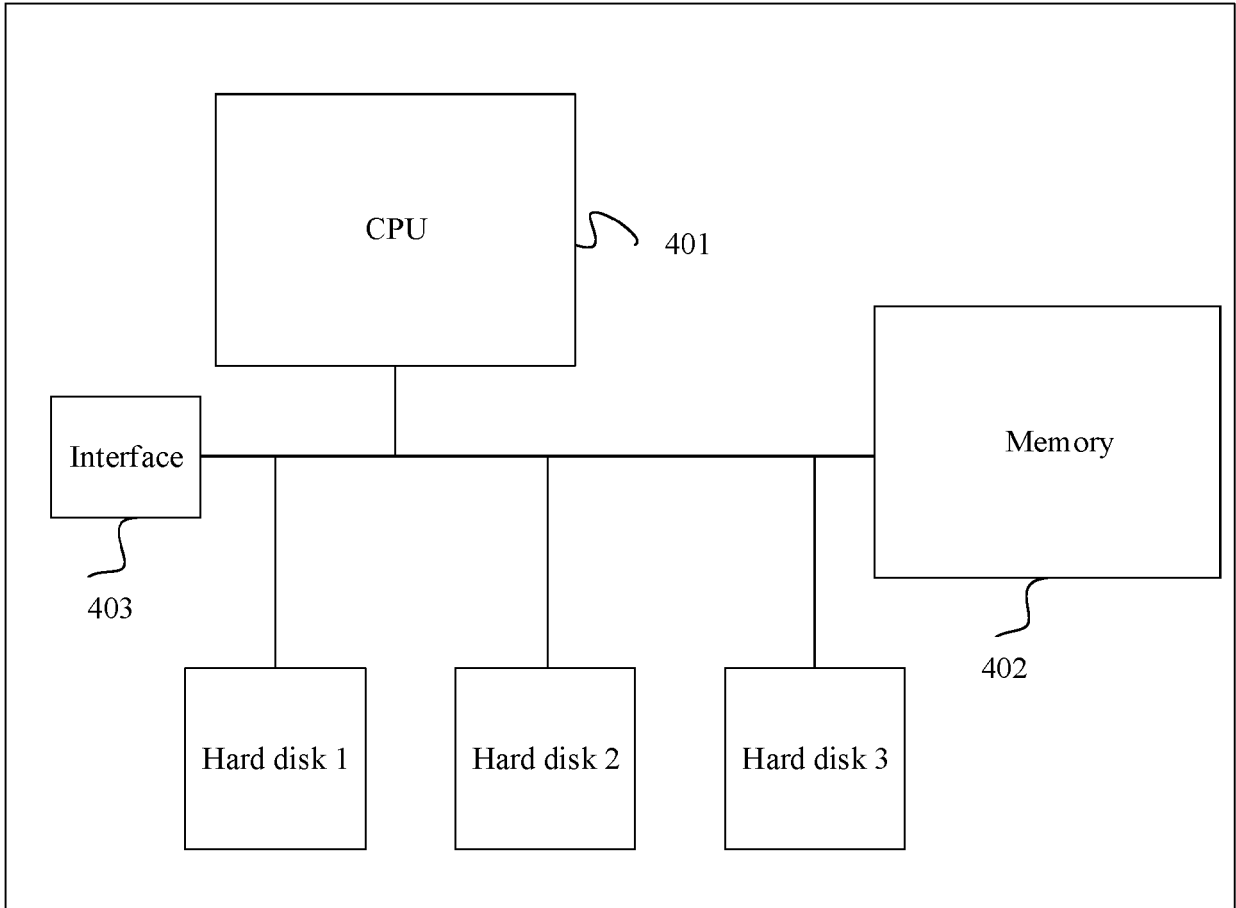 CPU
401
Interface
Memory
403
402
Hard disk 1
Hard disk 2
Hard disk 3